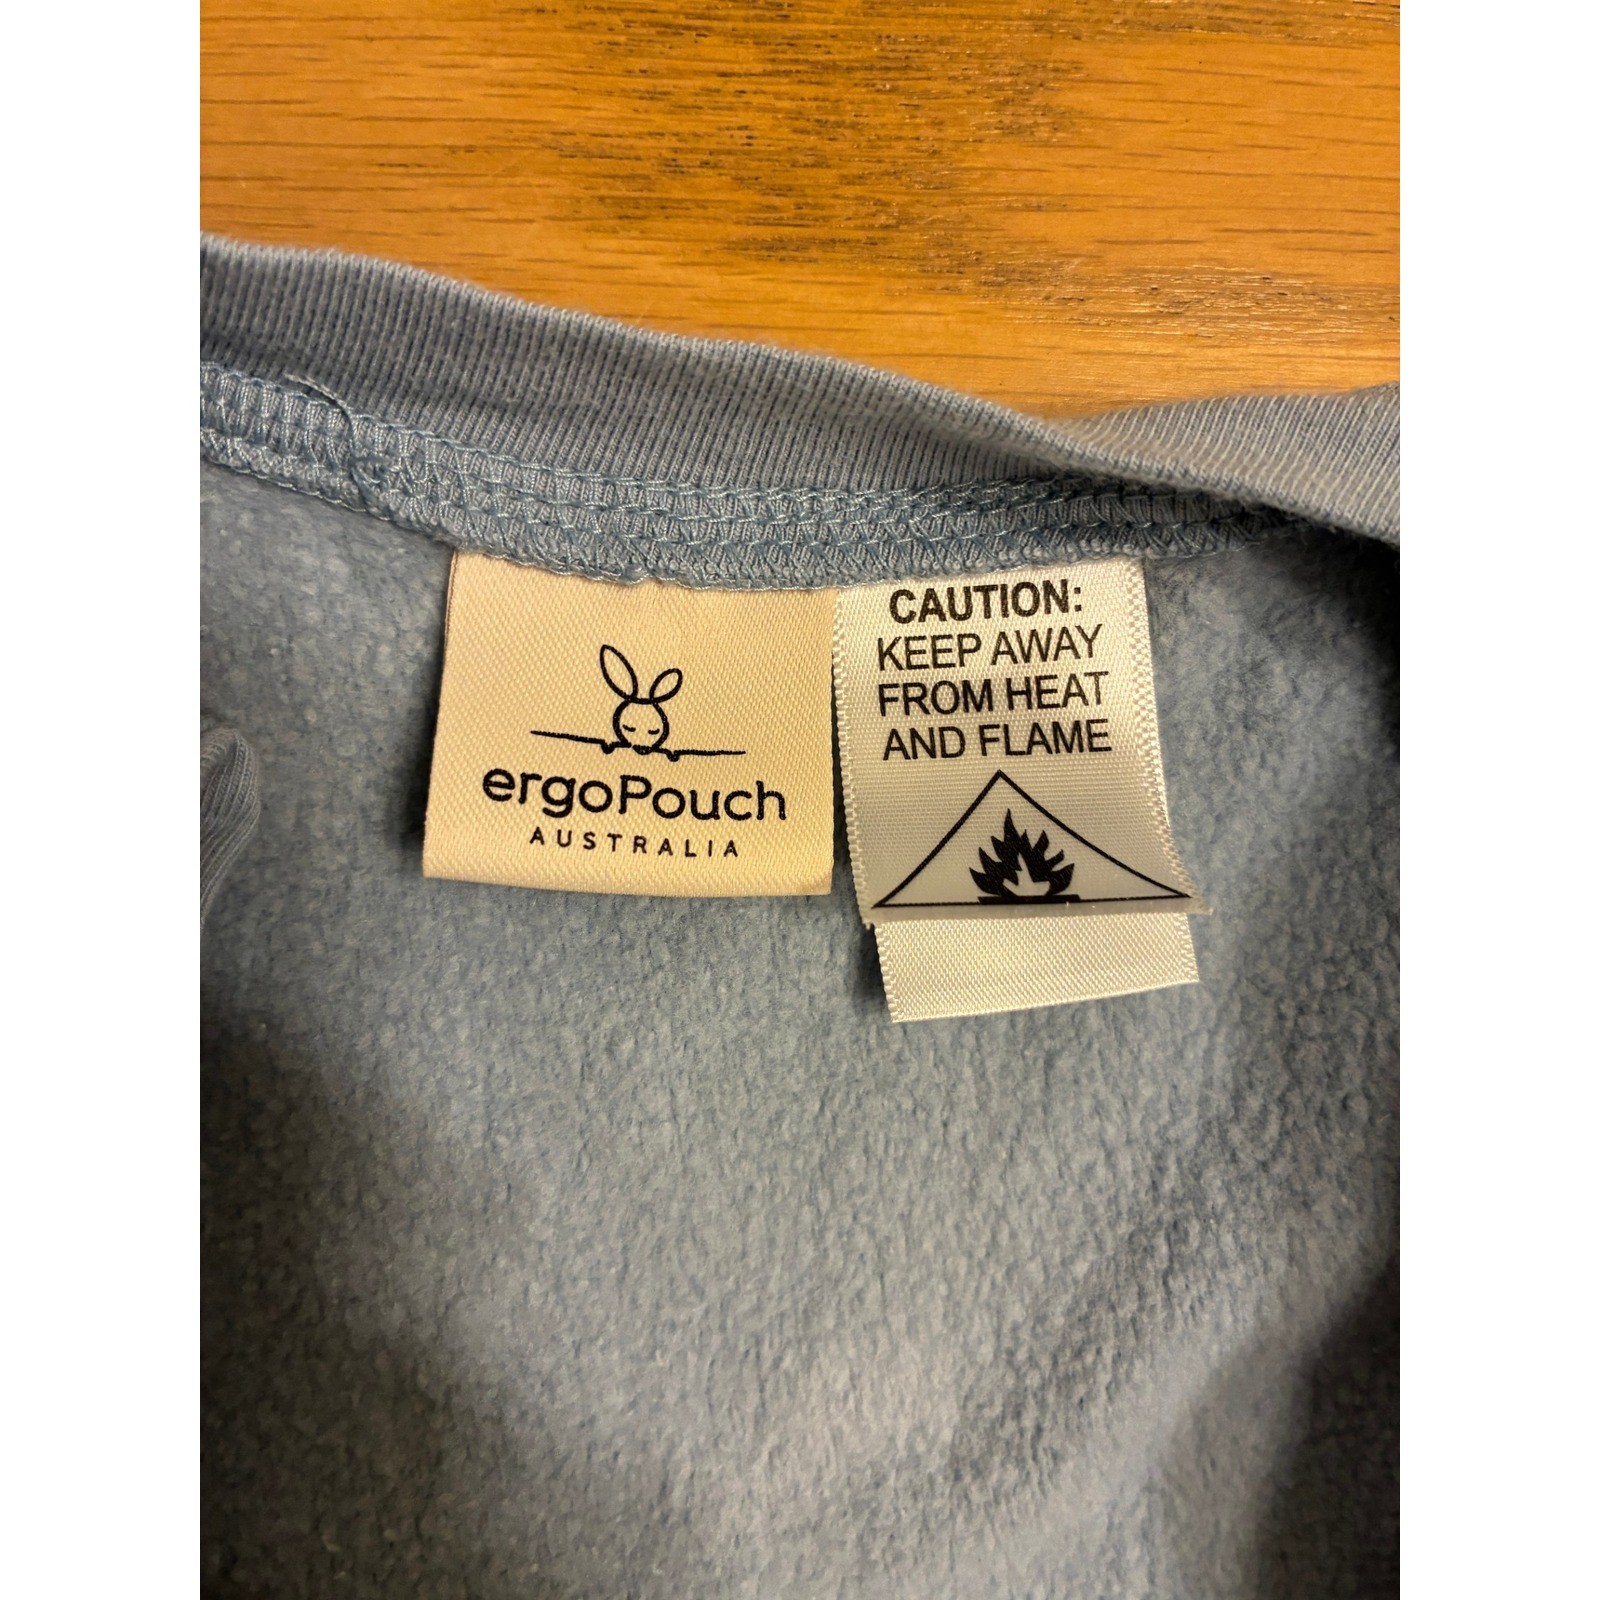 ergoPouch
AUSTRALIA
CAUTION:
KEEP AWAY
FROM HEAT
AND FLAME